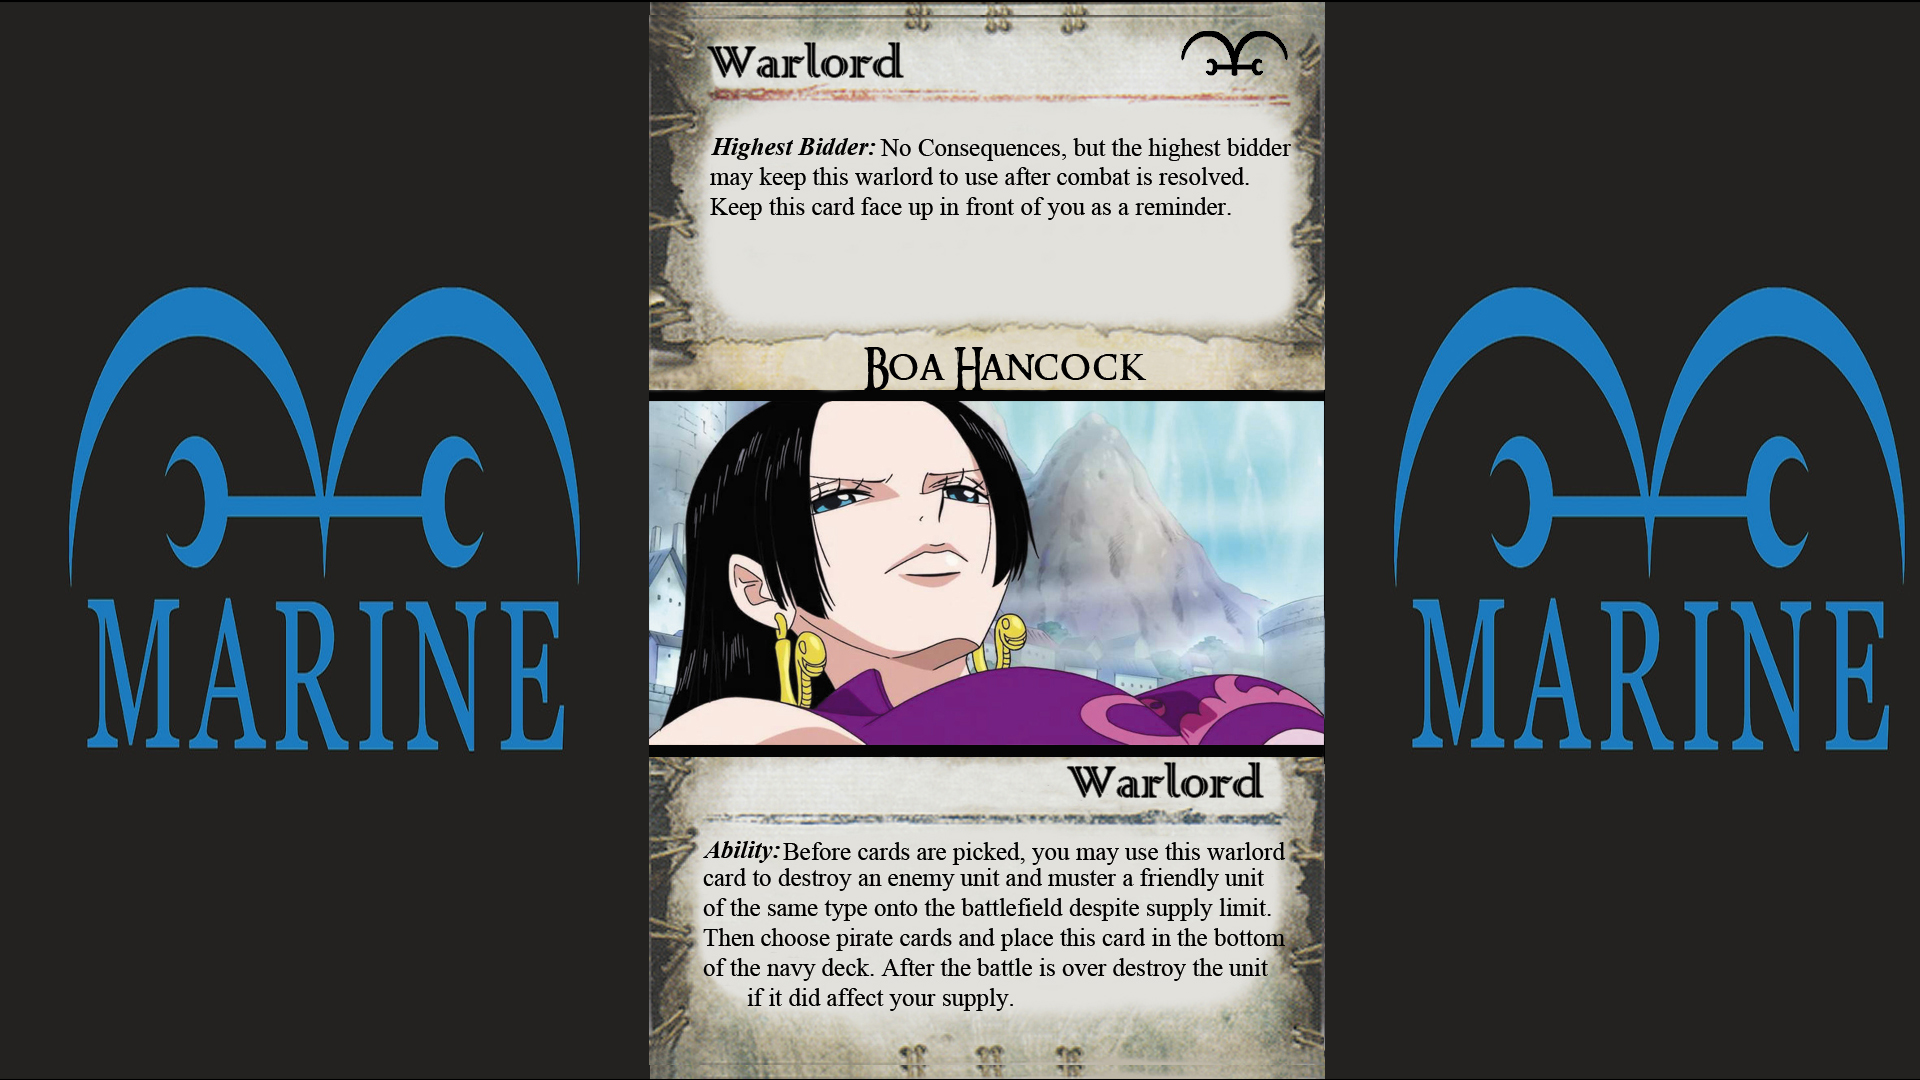 Warlord
Highest Bidder: No Consequences, but the highest bidder
may keep this warlord to use after combat is resolved.
Keep this card face up in front of you as a reminder.
Boa Hancock
MARINE
MARINE
Warlord
Ability: Before cards are picked, you may use this warlord
card to destroy an enemy unit and muster a friendly unit
of the same type onto the battlefield despite supply limit.
Then choose pirate cards and place this card in the bottom
of the navy deck. After the battle is over destroy the unit
if it did affect your supply.